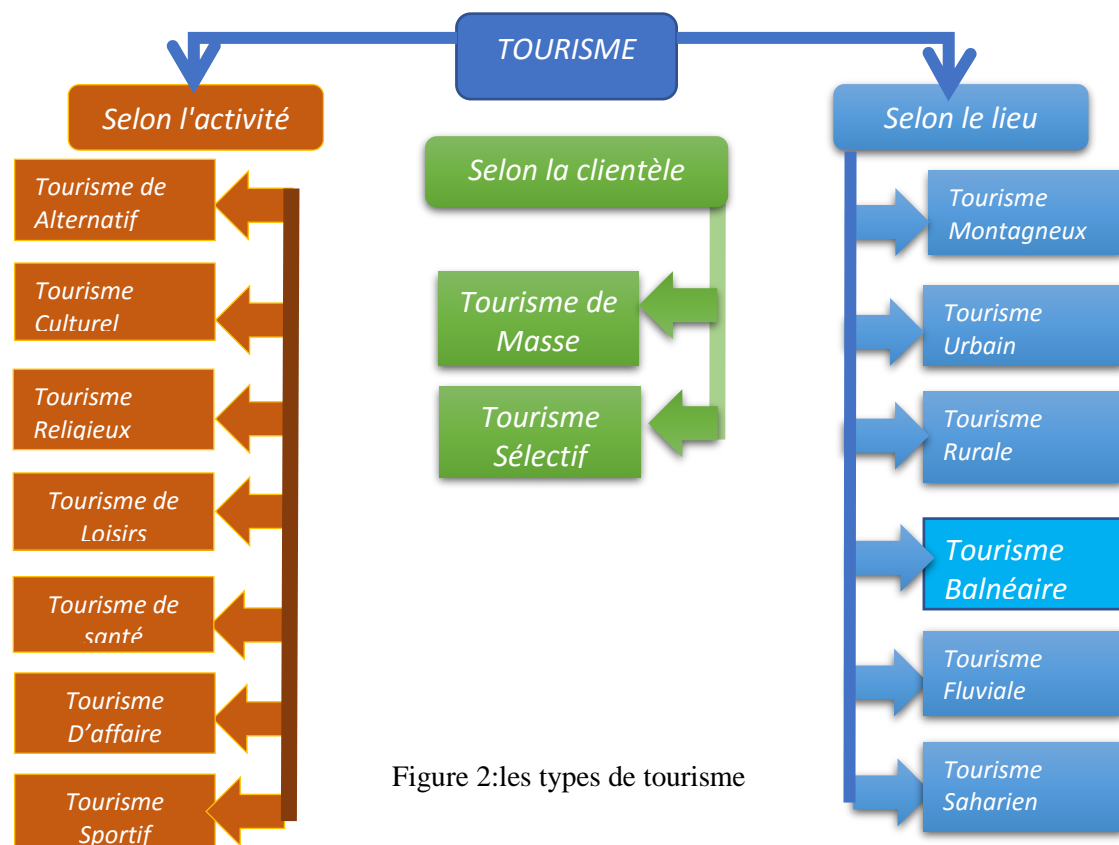 TOURISME
Selon l'activité
Tourisme de
Alternatif
Tourisme
Culturel
Tourisme
Religieux
Tourisme de
Loisirs
Tourisme de
santé
Tourisme
D’affaire
Tourisme
Sportif
Selon la clientèle
Tourisme de
Masse
Tourisme
Sélectif
Selon le lieu
Tourisme
Montagneux
Tourisme
Urbain
Tourisme
Rurale
Tourisme
Balnéaire
Tourisme
Fluviale
Tourisme
Saharien
Figure 2:les types de tourisme